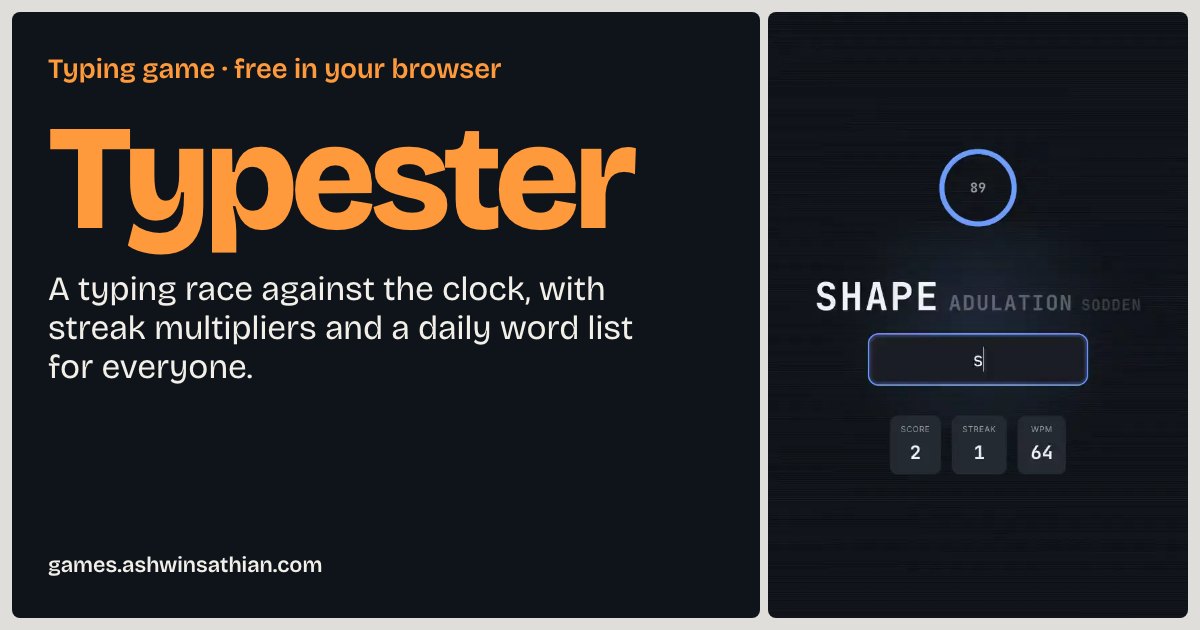 Typing game · free in your browser
Typester
A typing race against the clock, with
streak multipliers and a daily word list
for everyone.
games.ashwinsathian.com
89
SHAPE ADULATION SODDEN
s
SCORE STREAK WPM
2 1 64